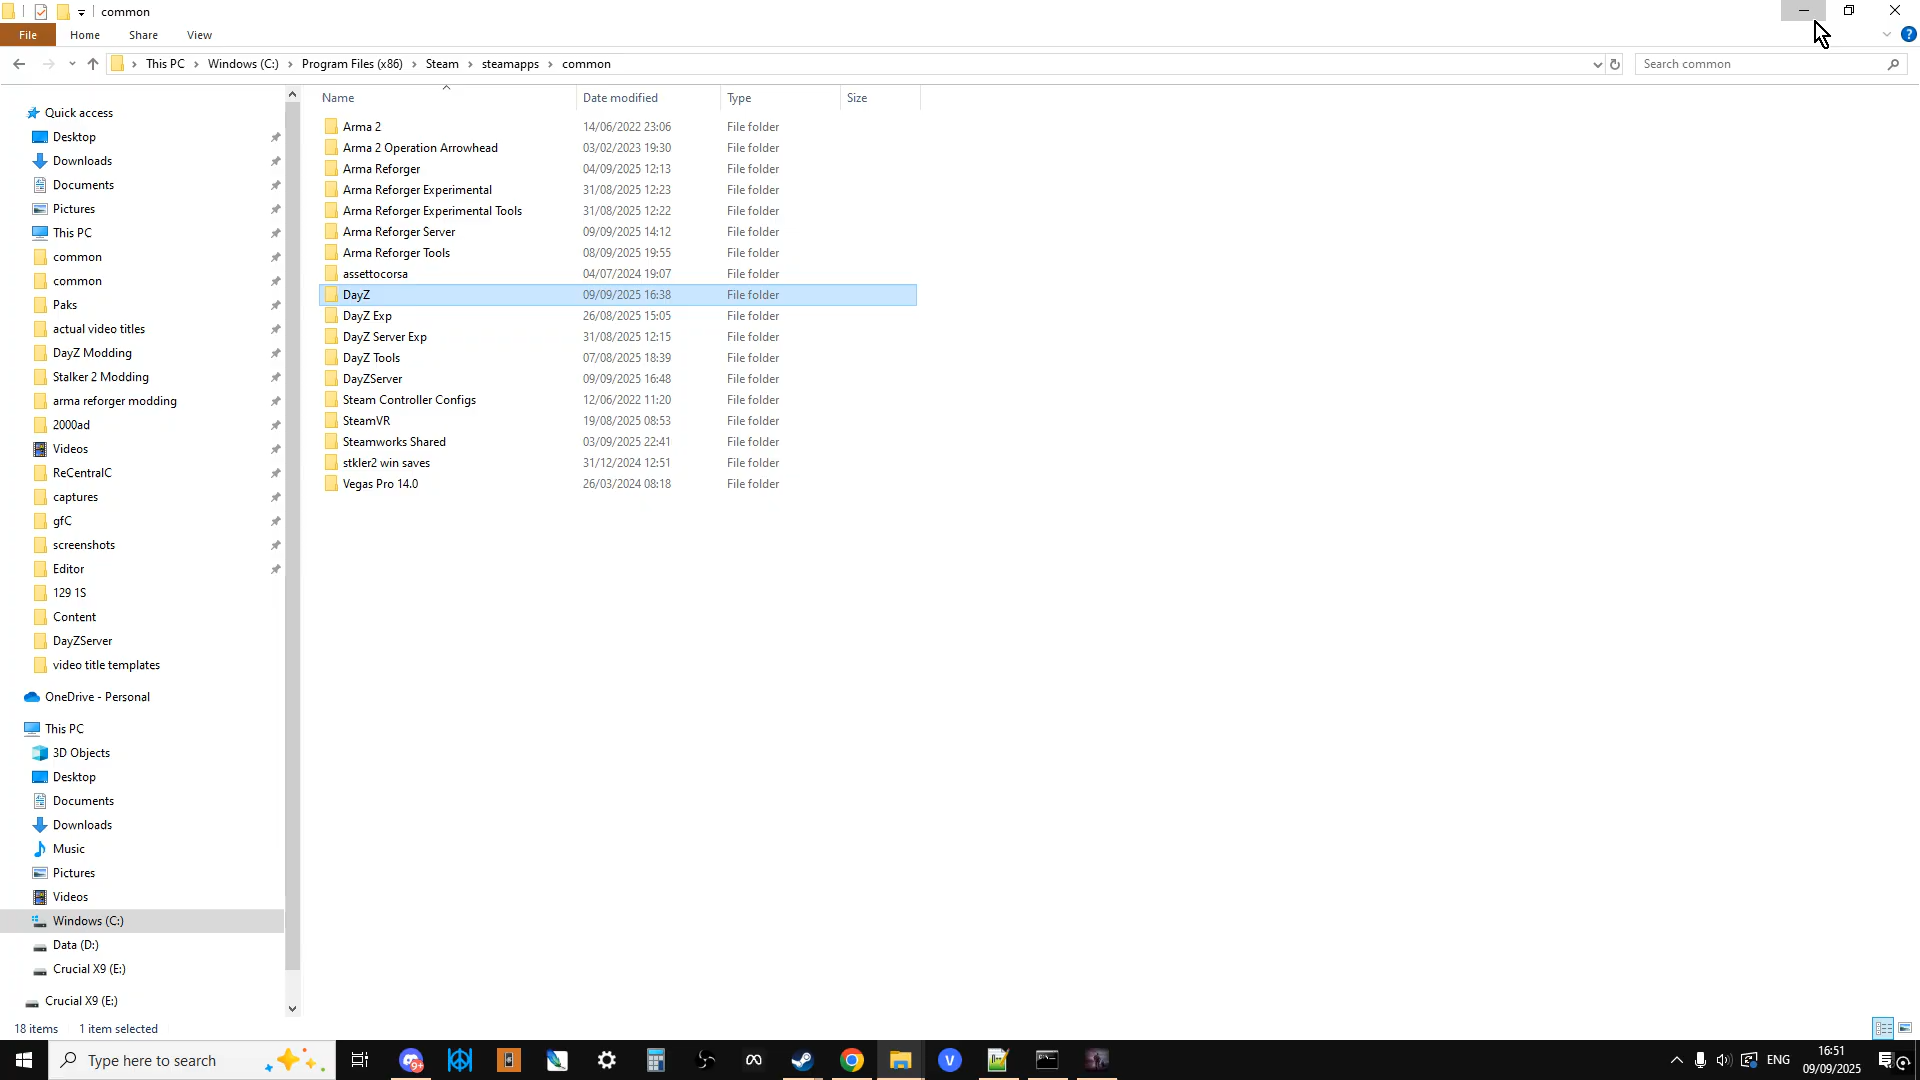 common
File
Home
Share
View
This PC
Windows (C:)
Program Files (x86)
Steam
steamapps
common
Search common
Name
Date modified
Type
Size
Arma 2 14/06/2022 23:06 File folder
Arma 2 Operation Arrowhead 03/02/2023 19:30 File folder
Arma Reforger 04/09/2025 12:13 File folder
Arma Reforger Experimental 31/08/2025 12:23 File folder
Arma Reforger Experimental Tools 31/08/2025 12:22 File folder
Arma Reforger Server 09/09/2025 14:12 File folder
Arma Reforger Tools 08/09/2025 19:55 File folder
assettocorsa 04/07/2024 19:07 File folder
DayZ 09/09/2025 16:38 File folder
DayZ Exp 26/08/2025 15:05 File folder
DayZ Server Exp 31/08/2025 12:15 File folder
DayZ Tools 07/08/2025 18:39 File folder
DayZServer 09/09/2025 16:48 File folder
Steam Controller Configs 12/06/2022 11:20 File folder
SteamVR 19/08/2025 08:53 File folder
Steamworks Shared 03/09/2025 22:41 File folder
stkler2 win saves 31/12/2024 12:51 File folder
Vegas Pro 14.0 26/03/2024 08:18 File folder
Quick access
Desktop
Downloads
Documents
Pictures
This PC
common
common
Paks
actual video titles
DayZ Modding
Stalker 2 Modding
arma reforger modding
2000ad
Videos
ReCentralC
captures
gfC
screenshots
Editor
129 1S
Content
DayZServer
video title templates
OneDrive - Personal
This PC
3D Objects
Desktop
Documents
Downloads
Music
Pictures
Videos
Windows (C:)
Data (D:)
Crucial X9 (E:)
Crucial X9 (E:)
18 items
1 item selected
Type here to search
9+
V
ENG
16:51
09/09/2025